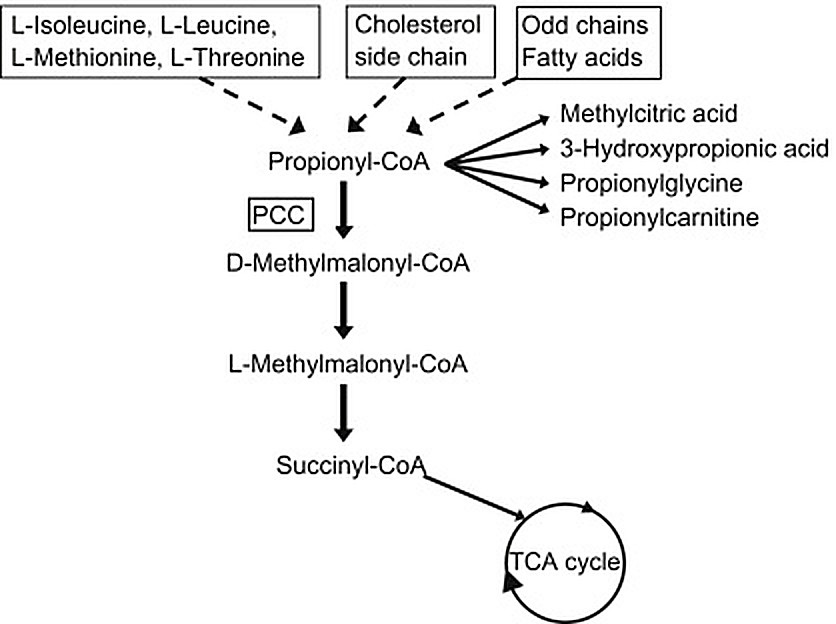 L-Isoleucine, L-Leucine,
L-Methionine, L-Threonine
Cholesterol
side chain
Odd chains
Fatty acids
Propionyl-CoA
Methylcitric acid
3-Hydroxypropionic acid
Propionylglycine
Propionylcarnitine
PCC
D-Methylmalonyl-CoA
L-Methylmalonyl-CoA
Succinyl-CoA
TCA cycle